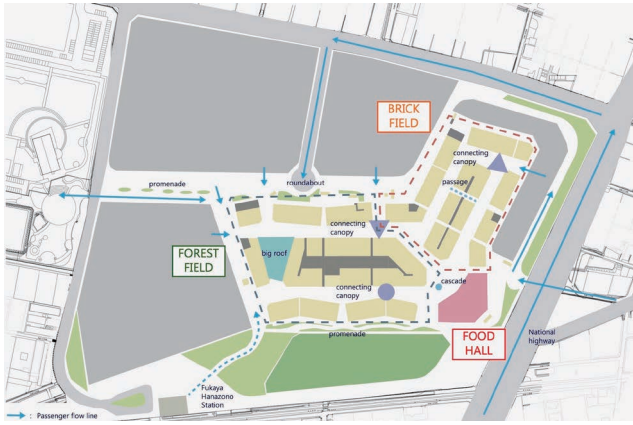 BRICK
FIELD
connecting
canopy
passage
promenade
roundabout
connecting
canopy
FOREST
FIELD
big roof
connecting
canopy
cascade
promenade
FOOD
HALL
National
highway
Fukaya
Hanazono
Station
: Passenger flow line